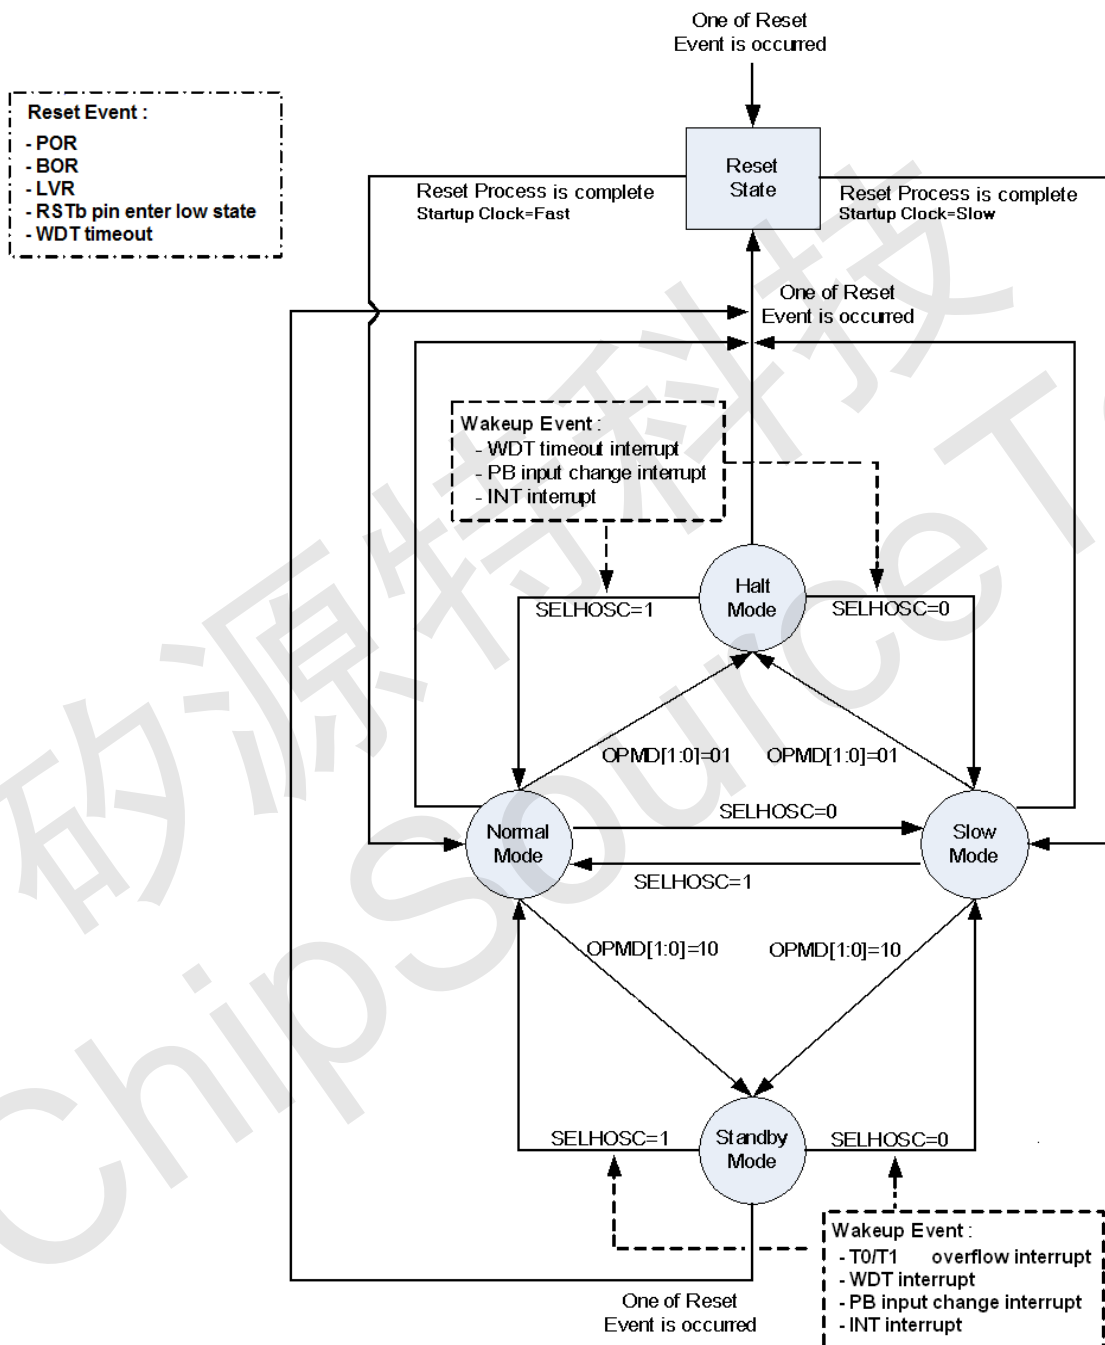 One of Reset
Event is occurred
Reset Event :
- POR
- BOR
- LVR
- RSTb pin enter low state
- WDT timeout
Reset
State
Reset Process is complete
Startup Clock=Fast
Reset Process is complete
Startup Clock=Slow
One of Reset
Event is occurred
Wakeup Event :
- WDT timeout interrupt
- PB input change interrupt
- INT interrupt
Halt
Mode
SELHOSC=1
SELHOSC=0
OPMD[1:0]=01
OPMD[1:0]=01
SELHOSC=0
Normal
Mode
Slow
Mode
SELHOSC=1
OPMD[1:0]=10
OPMD[1:0]=10
SELHOSC=1
Standby
Mode
SELHOSC=0
Wakeup Event :
- T0/T1 overflow interrupt
- WDT interrupt
- PB input change interrupt
- INT interrupt
One of Reset
Event is occurred
矽源特科技
ChipSource